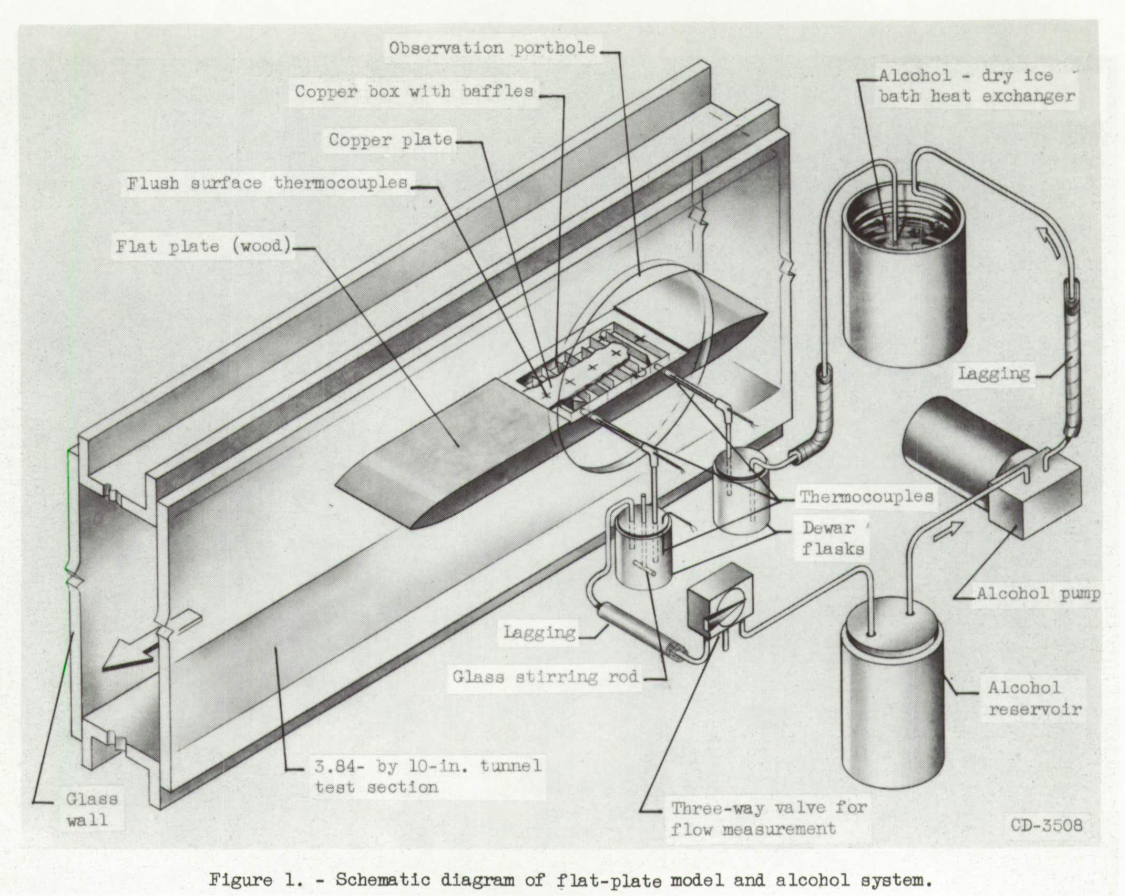 Observation porthole
Copper box with baffles
Copper plate
Flush surface thermocouples
Flat plate (wood)
Alcohol - dry ice
bath heat exchanger
Lagging
Thermocouples
Dewar
flasks
Alcohol pump
Lagging
Glass stirring rod
Alcohol
reservoir
3.84- by 10-in. tunnel
test section
Glass
wall
Three-way valve for
flow measurement
CD-3508
Figure 1. - Schematic diagram of flat-plate model and alcohol system.